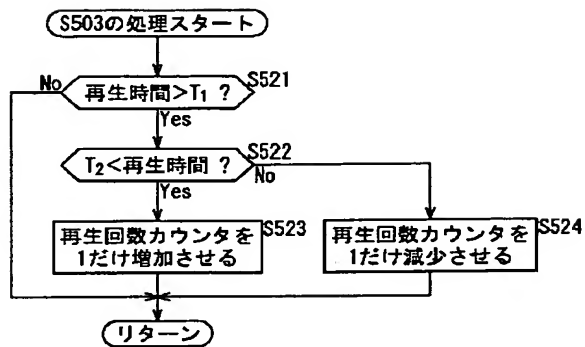 S503の処理スタート
No
再生時間>T1 ?
S521
Yes
T2<再生時間 ?
S522
No
Yes
再生回数カウンタを
1だけ増加させる
S523
再生回数カウンタを
1だけ減少させる
S524
リターン